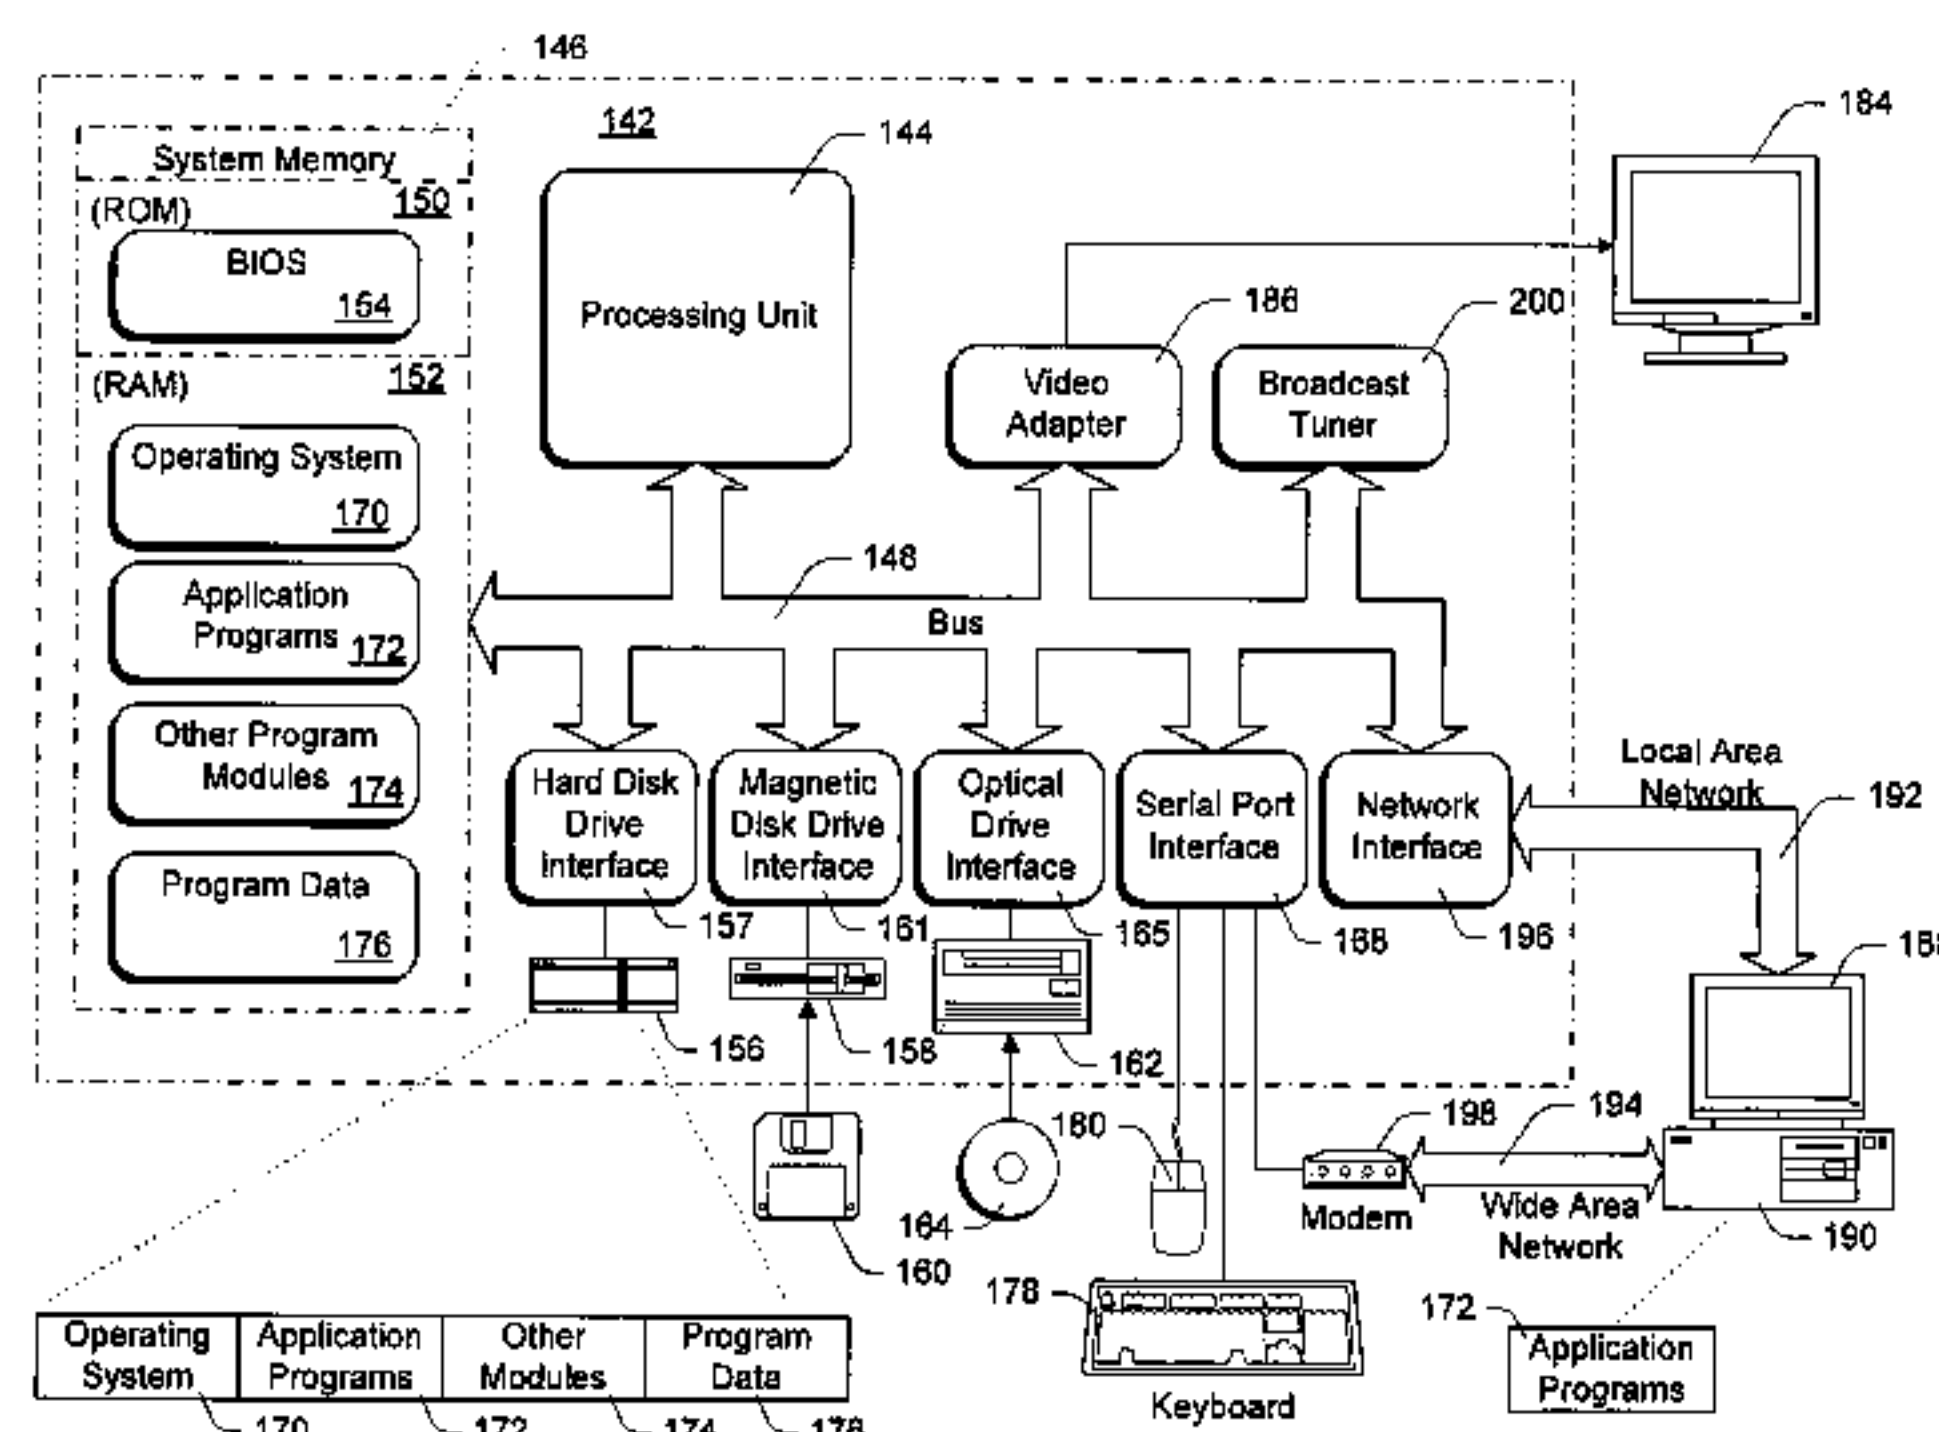 146
142
144
184
System Memory
150
(ROM)
BIOS
154
Processing Unit
186
200
Video
Adapter
Broadcast
Tuner
(RAM)
152
Operating System
170
Application
Programs 172
Other Program
Modules 174
Program Data
176
148
Bus
Hard Disk
Drive
Interface
157
Magnetic
Disk Drive
Interface
161
Optical
Drive
Interface
165
Serial Port
Interface
168
Network
Interface
196
Local Area
Network
192
156
158
162
160
164
180
198
194
Modem
Wide Area
Network
190
178
Keyboard
172
Application
Programs
Operating
System
Application
Programs
Other
Modules
Program
Data
170
172
174
176